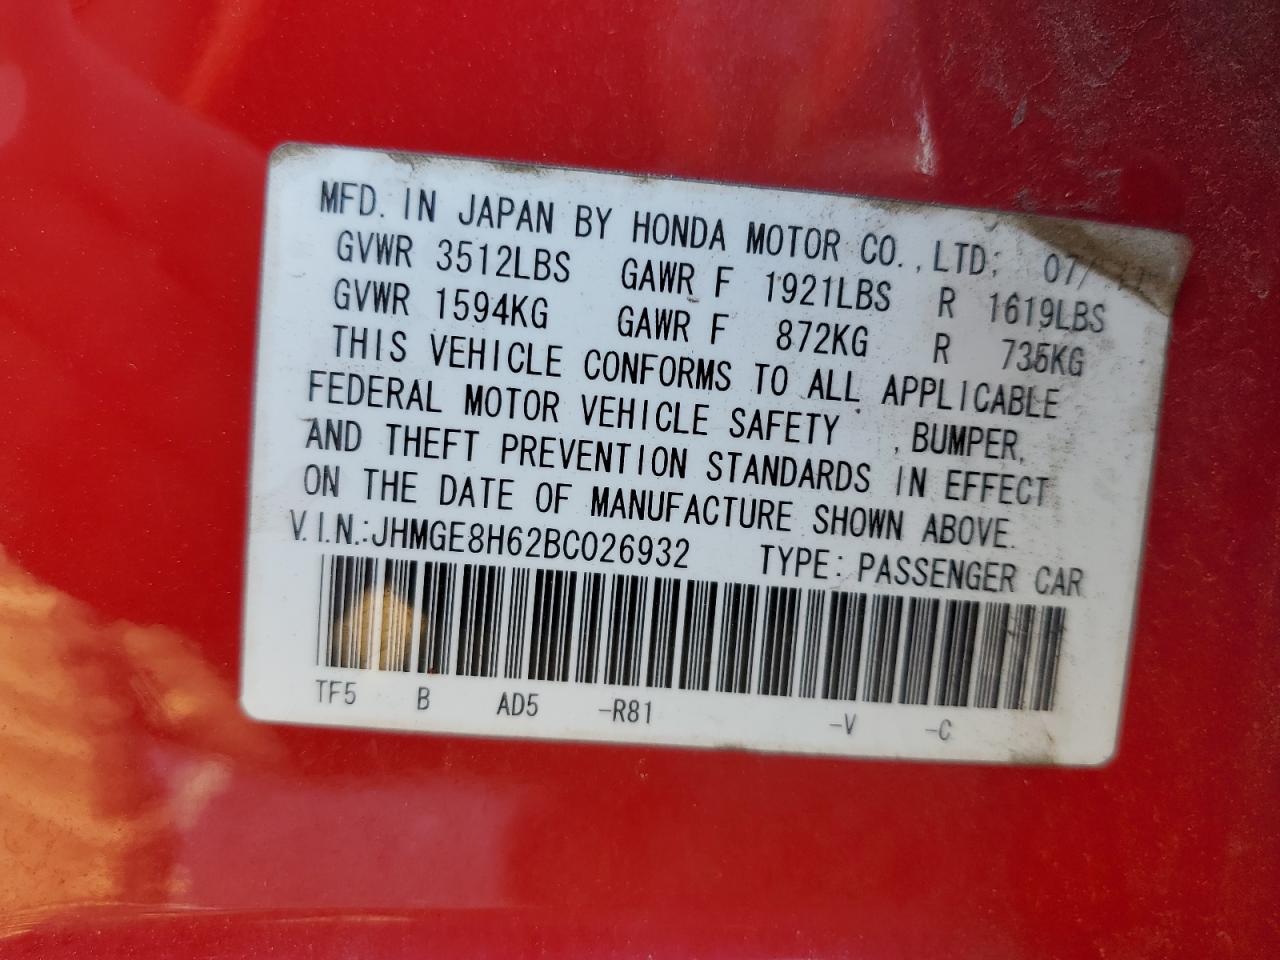 MFD. IN JAPAN BY HONDA MOTOR CO., LTD; 07/
GVWR 3512LBS GAWR F 1921LBS R 1619LBS
GVWR 1594KG GAWR F 872KG R 735KG
THIS VEHICLE CONFORMS TO ALL APPLICABLE
FEDERAL MOTOR VEHICLE SAFETY , BUMPER,
AND THEFT PREVENTION STANDARDS IN EFFECT
ON THE DATE OF MANUFACTURE SHOWN ABOVE.
V.I.N.:JHMGE8H62BC026932 TYPE: PASSENGER CAR
TF5 B AD5 -R81 -V -C